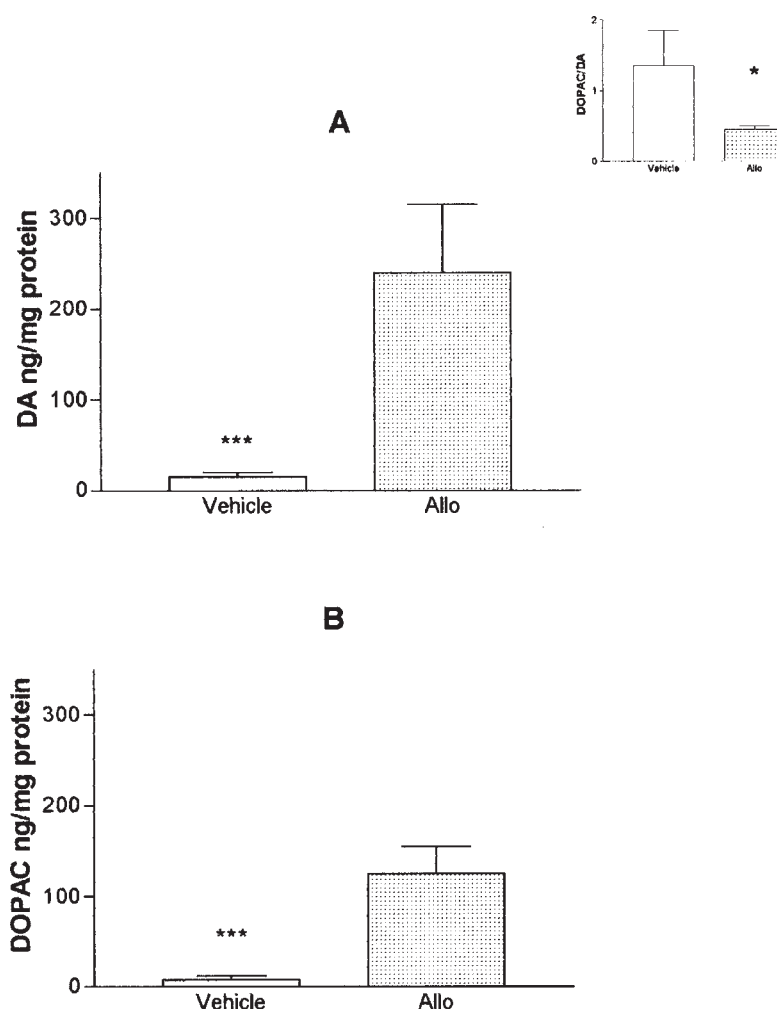 2
DOPAC/DA
1
*
0
Vehicle Allo
A
DA ng/mg protein
300
200
100
***
0
Vehicle Allo
B
DOPAC ng/mg protein
300
200
100
***
0
Vehicle Allo